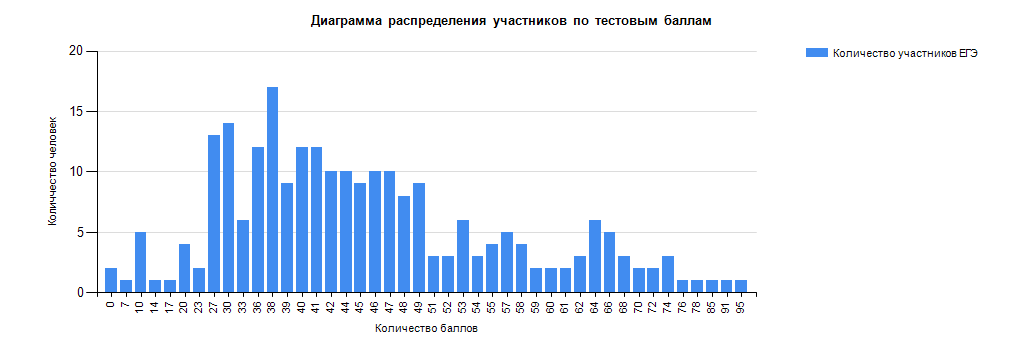 Диаграмма распределения участников по тестовым баллам
Количество участников ЕГЭ
Количчество человек
20
15
10
5
0
0 7 10 14 17 20 23 27 30 33 36 38 39 40 41 42 44 45 46 47 48 49 51 52 53 54 55 57 58 59 60 61 62 64 66 68 70 72 74 76 78 85 91 95
Количество баллов